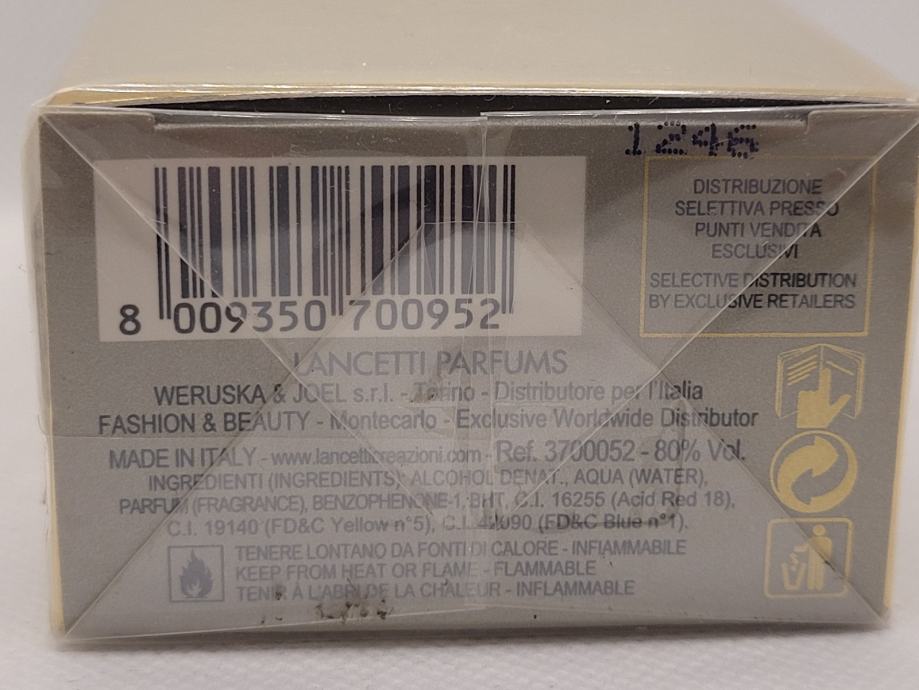 1246
8 009350 700952
DISTRIBUZIONE
SELETTIVA PRESSO
PUNTI VENDITA
ESCLUSIVI
SELECTIVE DISTRIBUTION
BY EXCLUSIVE RETAILERS
LANCETTI PARFUMS
WERUSKA & JOEL s.r.l. - Torino - Distributore per l'Italia
FASHION & BEAUTY - Montecarlo - Exclusive Worldwide Distributor
MADE IN ITALY - www.lancetticreazioni.com - Ref. 3700052 - 80% Vol.
INGREDIENTI (INGREDIENTS): ALCOHOL DENAT., AQUA (WATER),
PARFUM (FRAGRANCE), BENZOPHENONE-1, BHT, C.I. 16255 (Acid Red 18),
C.I. 19140 (FD&C Yellow n°5), C.I. 42090 (FD&C Blue n°1).
TENERE LONTANO DA FONTI DI CALORE - INFIAMMABILE
KEEP FROM HEAT OR FLAME - FLAMMABLE
TENIR À L'ABRI DE LA CHALEUR - INFLAMMABLE